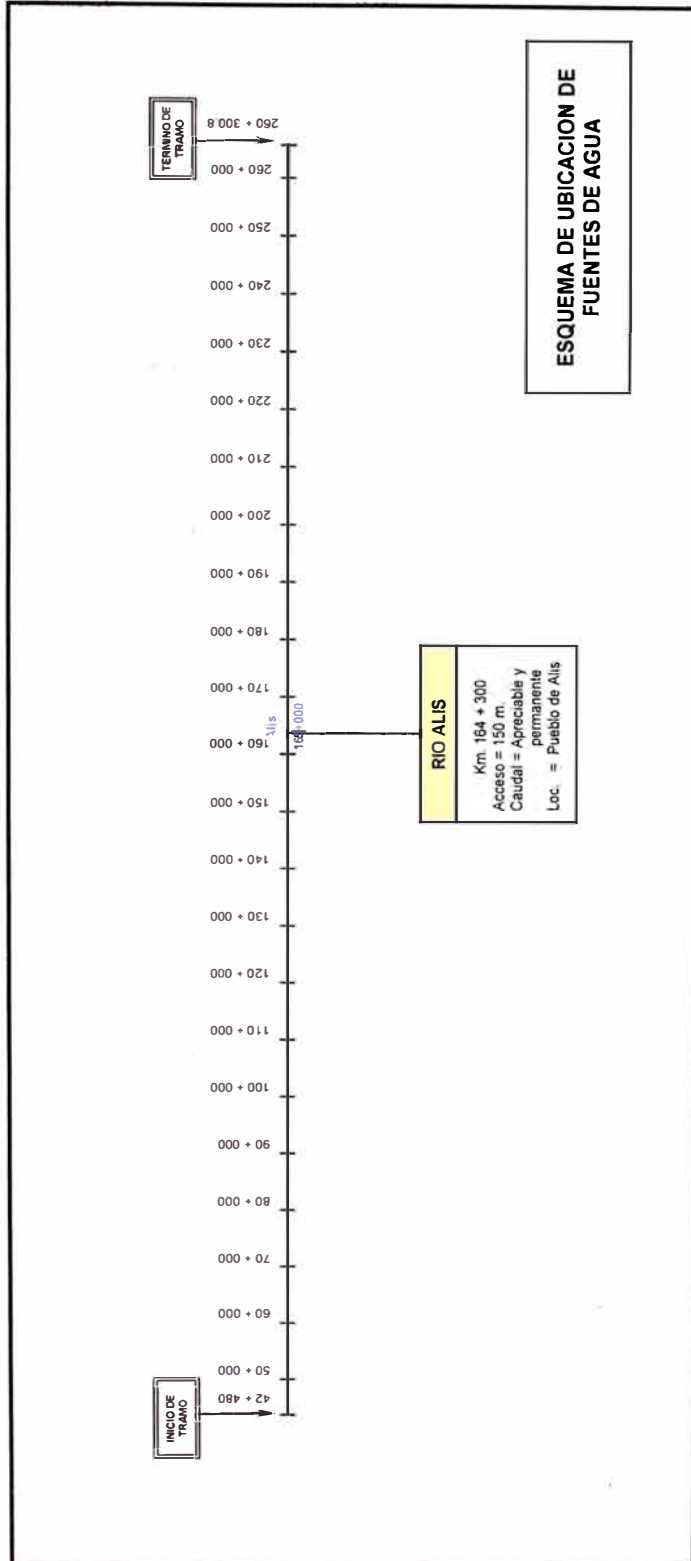 INICIO DE
TRAMO
TERMINO DE
TRAMO
42 + 480
50 + 000
60 + 000
70 + 000
80 + 000
90 + 000
100 + 000
110 + 000
120 + 000
130 + 000
140 + 000
150 + 000
160 + 000
170 + 000
180 + 000
190 + 000
200 + 000
210 + 000
220 + 000
230 + 000
240 + 000
250 + 000
260 + 000
260 + 300.8
Alis
165+000
RIO ALIS
Km. 164 + 300
Acceso = 150 m.
Caudal = Apreciable y
permanente
Loc. = Pueblo de Alis
ESQUEMA DE UBICACION DE
FUENTES DE AGUA